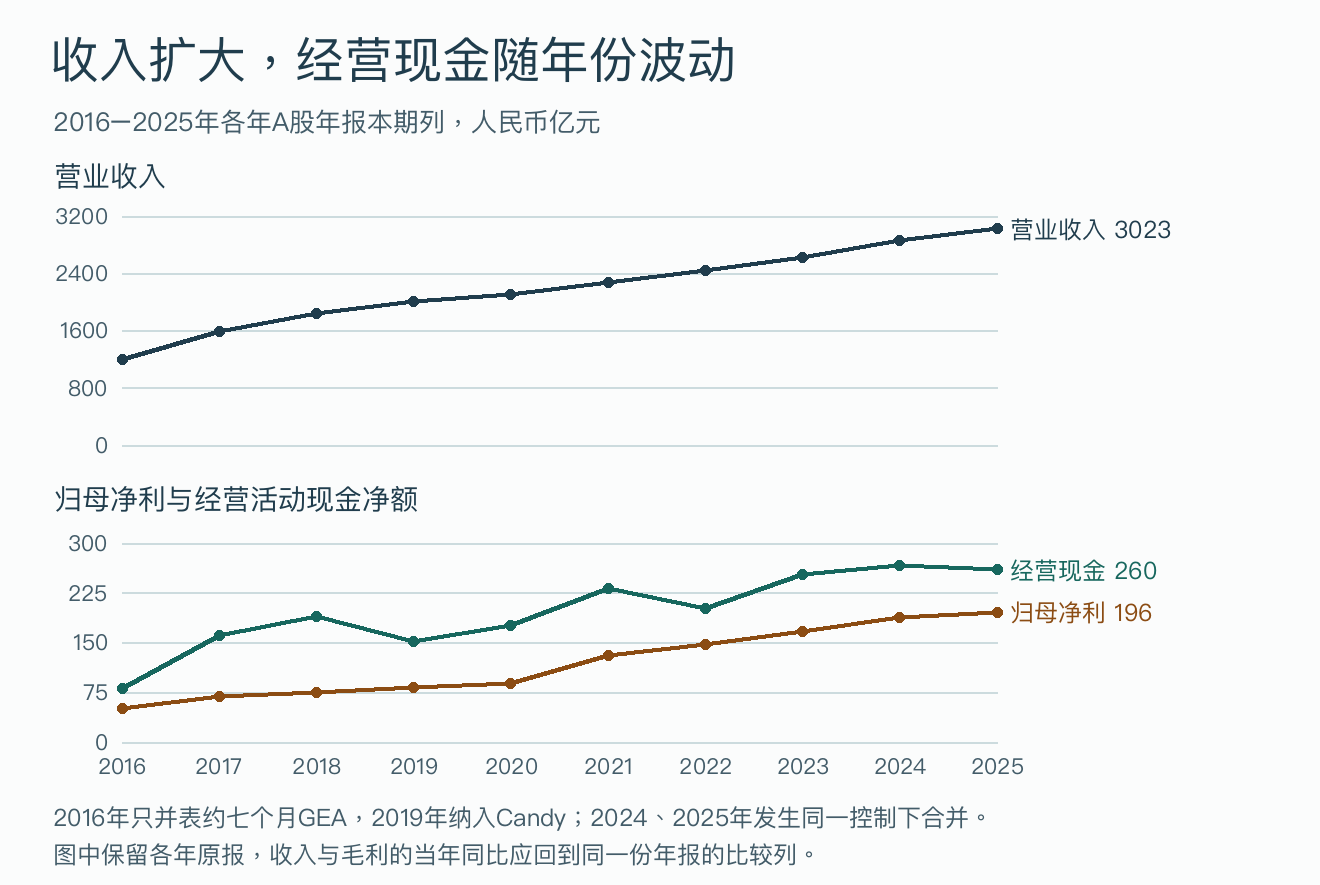 收入扩大，经营现金随年份波动
2016—2025年各年A股年报本期列，人民币亿元
营业收入
3200
营业收入 3023
2400
1600
800
0
归母净利与经营活动现金净额
300
经营现金 260
225
归母净利 196
150
75
0
2016 2017 2018 2019 2020 2021 2022 2023 2024 2025
2016年只并表约七个月GEA，2019年纳入Candy；2024、2025年发生同一控制下合并。
图中保留各年原报，收入与毛利的当年同比应回到同一份年报的比较列。